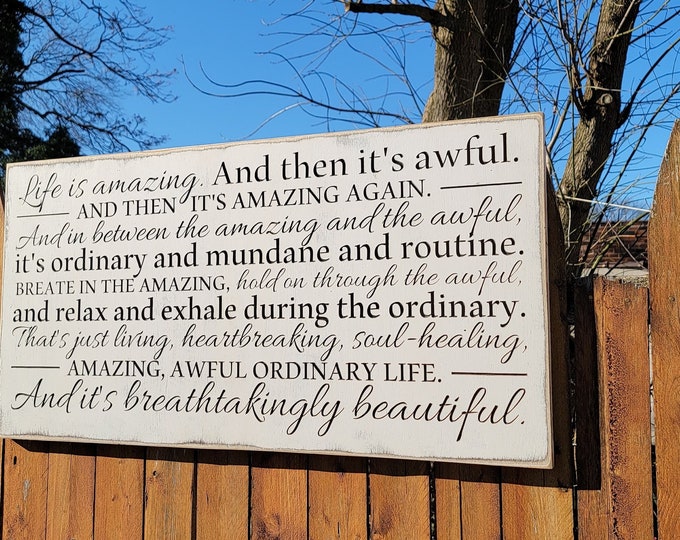 Life is amazing. And then it's awful.
AND THEN IT'S AMAZING AGAIN.
And in between the amazing and the awful,
it's ordinary and mundane and routine.
BREATE IN THE AMAZING, hold on through the awful,
and relax and exhale during the ordinary.
That's just living, heartbreaking, soul-healing,
AMAZING, AWFUL ORDINARY LIFE.
And it's breathtakingly beautiful.